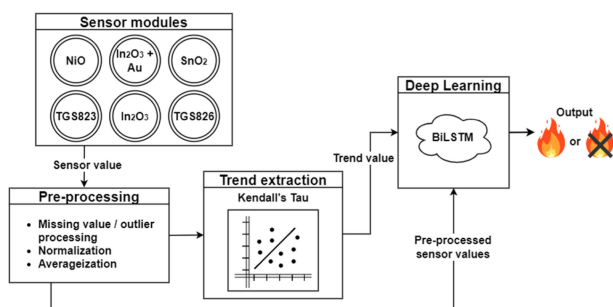 Sensor modules
NiO
In2O3 +
Au
SnO2
TGS823
In2O3
TGS826
Sensor value
Pre-processing
• Missing value / outlier
processing
• Normalization
• Averageization
Trend extraction
Kendall's Tau
Trend value
Deep Learning
BiLSTM
Output
or
Pre-processed
sensor values